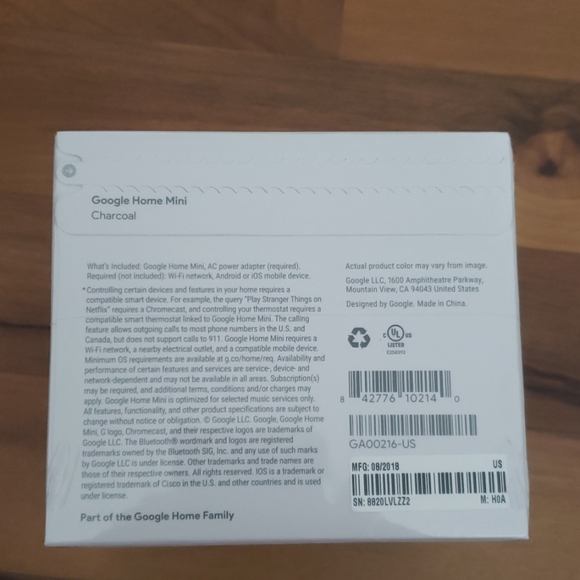 Google Home Mini
Charcoal
What's Included: Google Home Mini, AC power adapter (required).
Required (not included): Wi-Fi network, Android or iOS mobile device.
*Controlling certain devices and features in your home requires a
compatible smart device. For example, the query "Play Stranger Things on
Netflix" requires a Chromecast, and controlling your thermostat requires a
compatible smart thermostat linked to Google Home Mini. The calling
feature allows outgoing calls to most phone numbers in the U.S. and
Canada, but does not support calls to 911. Google Home Mini requires a
Wi-Fi network, a nearby electrical outlet, and a compatible mobile device.
Minimum OS requirements are available at g.co/home/req. Availability and
performance of certain features and services are service-, device- and
network-dependent and may not be available in all areas. Subscription(s)
may be required, and additional terms, conditions and/or charges may
apply. Google Home Mini is optimized for selected music services only.
All features, functionality, and other product specifications are subject to
change without notice or obligation. © Google LLC. Google, Google Home
Mini, G logo, Chromecast, and their respective logos are trademarks of
Google LLC. The Bluetooth® wordmark and logos are registered
trademarks owned by the Bluetooth SIG, Inc. and any use of such marks
by Google LLC is under license. Other trademarks and trade names are
those of their respective owners. All rights reserved. IOS is a trademark or
registered trademark of Cisco in the U.S. and other countries and is used
under license.
Part of the Google Home Family
Actual product color may vary from image.
Google LLC, 1600 Amphitheatre Parkway,
Mountain View, CA 94043 United States
Designed by Google. Made in China.
C UL US
LISTED
8 42776 10214 0
GA00216-US
MFG: 08/2018 US
SN: 8820LVLZZ2 M: H0A